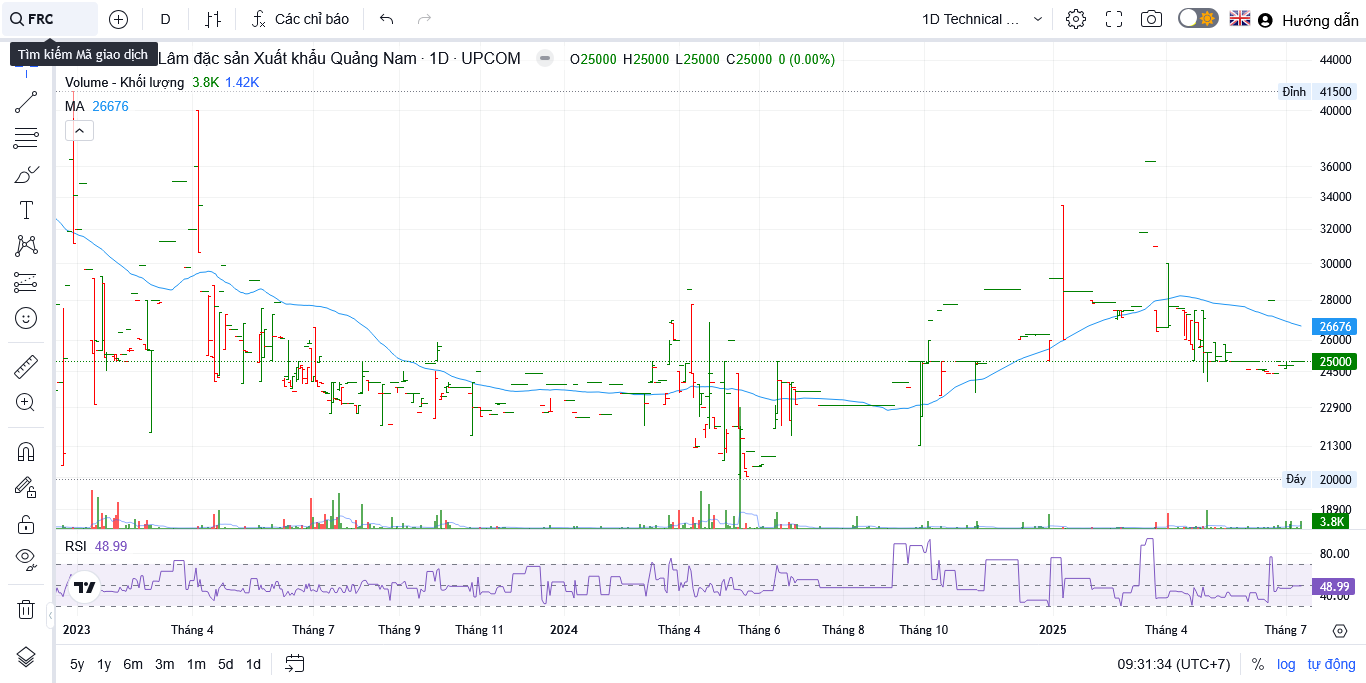 FRC D Các chỉ báo 1D Technical ... Hướng dẫn
Tìm kiếm Mã giao dịch
Lâm đặc sản Xuất khẩu Quảng Nam · 1D · UPCOM O25000 H25000 L25000 C25000 0 (0.00%)
Volume - Khối lượng 3.8K 1.42K
MA 26676
44000
Đỉnh 41500
40000
36000
34000
32000
30000
28000
26676
26000
25000
24500
22900
21300
Đáy 20000
18900
3.8K
RSI 48.99
80.00
48.99
40.00
2023 Tháng 4 Tháng 7 Tháng 9 Tháng 11 2024 Tháng 4 Tháng 6 Tháng 8 Tháng 10 2025 Tháng 4 Tháng 7
5y 1y 6m 3m 1m 5d 1d 09:31:34 (UTC+7) % log tự động